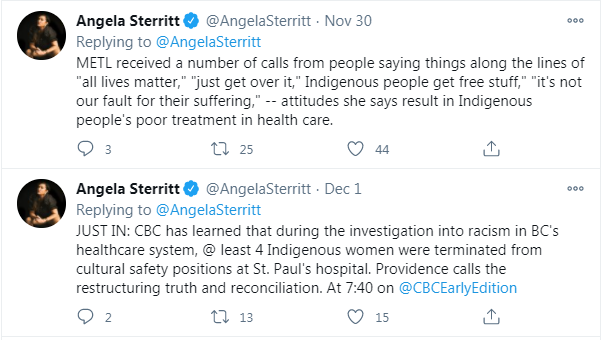 Angela Sterritt @AngelaSterritt · Nov 30
Replying to @AngelaSterritt
METL received a number of calls from people saying things along the lines of
"all lives matter," "just get over it," Indigenous people get free stuff," "it's not
our fault for their suffering," -- attitudes she says result in Indigenous
people's poor treatment in health care.
3 25 44
Angela Sterritt @AngelaSterritt · Dec 1
Replying to @AngelaSterritt
JUST IN: CBC has learned that during the investigation into racism in BC's
healthcare system, @ least 4 Indigenous women were terminated from
cultural safety positions at St. Paul's hospital. Providence calls the
restructuring truth and reconciliation. At 7:40 on @CBCEarlyEdition
2 13 15